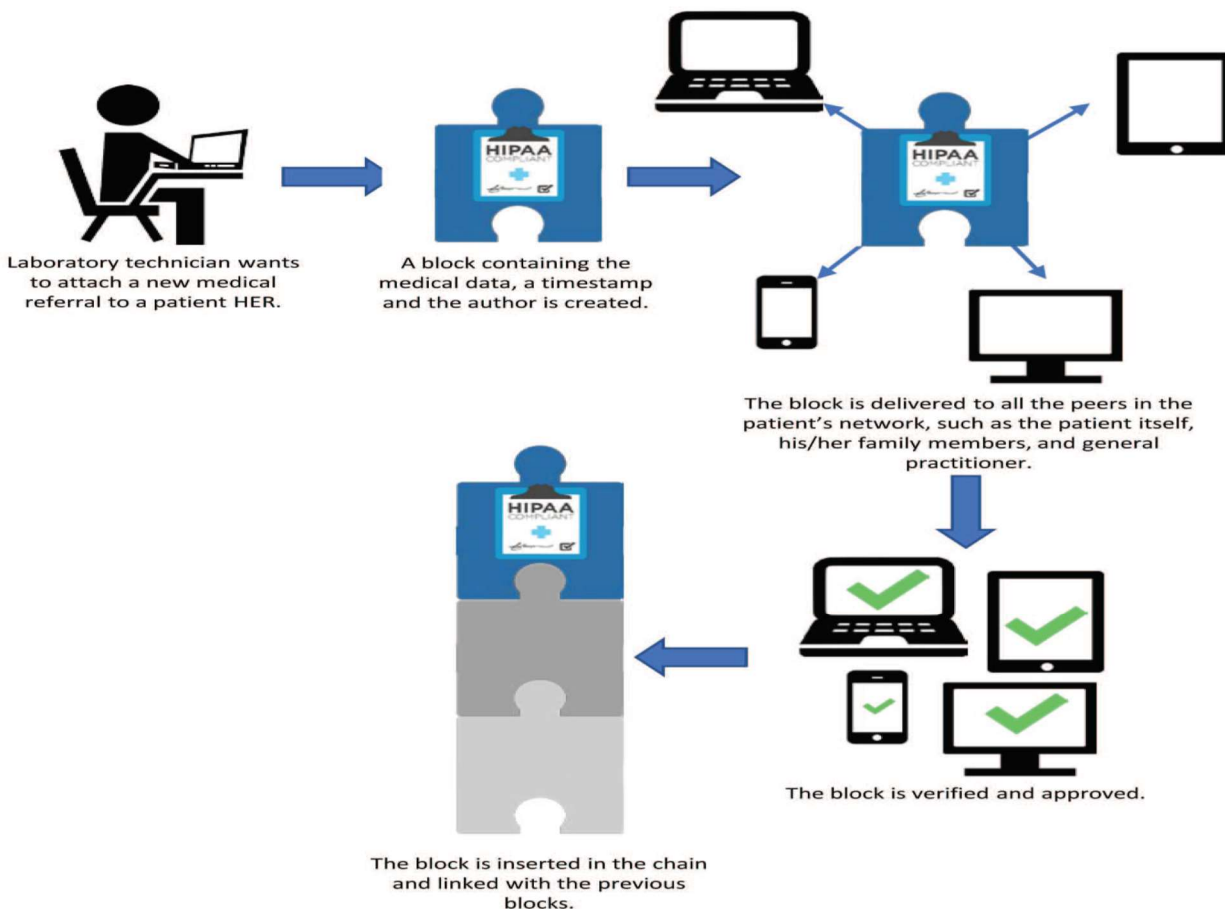 Laboratory technician wants
to attach a new medical
referral to a patient HER.
HIPAA
COMPLIANT
A block containing the
medical data, a timestamp
and the author is created.
HIPAA
COMPLIANT
The block is delivered to all the peers in the
patient's network, such as the patient itself,
his/her family members, and general
practitioner.
The block is verified and approved.
HIPAA
COMPLIANT
The block is inserted in the chain
and linked with the previous
blocks.